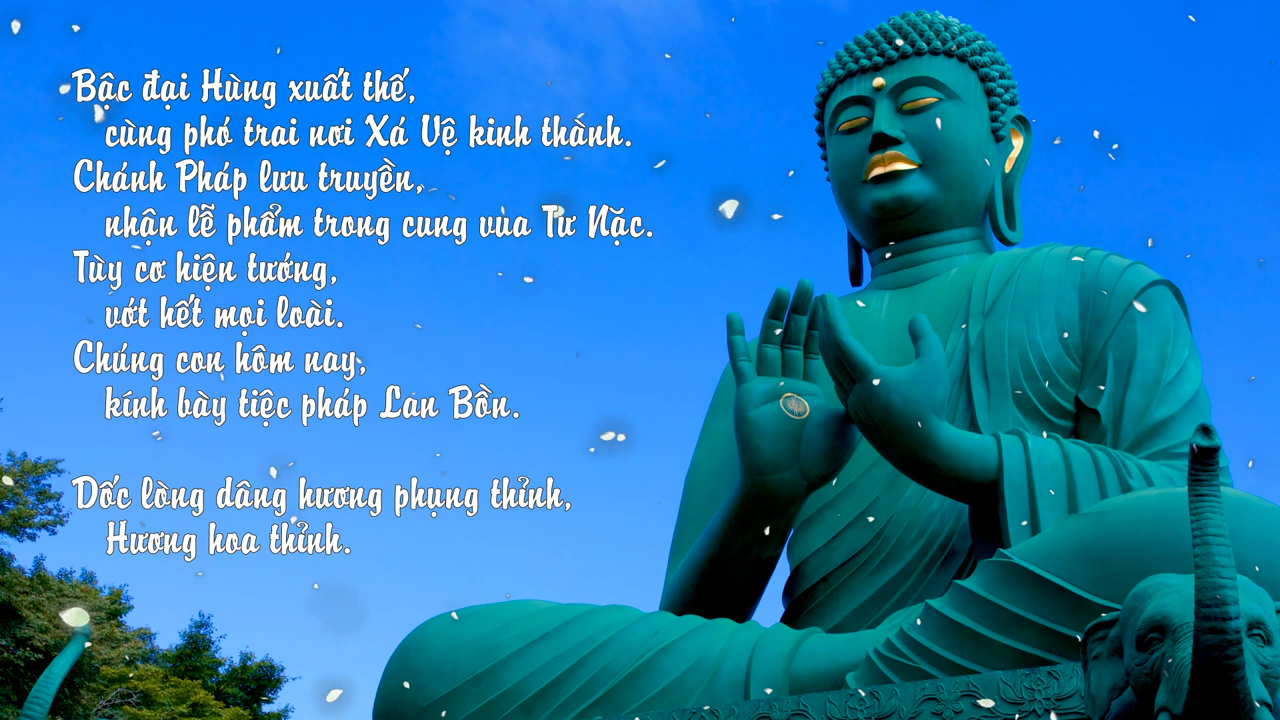 Bậc đại Hùng xuất thế,
cùng phó trai nơi Xá Vệ kinh thánh.
Chánh Pháp lưu truyền,
nhận lễ phẩm trong cung vua Tư Nặc.
Tùy cơ hiện tướng,
vớt hết mọi loài.
Chúng con hôm nay,
kính bày tiệc pháp Lan Bồn.
Dốc lòng dâng hương phụng thỉnh,
Hương hoa thỉnh.